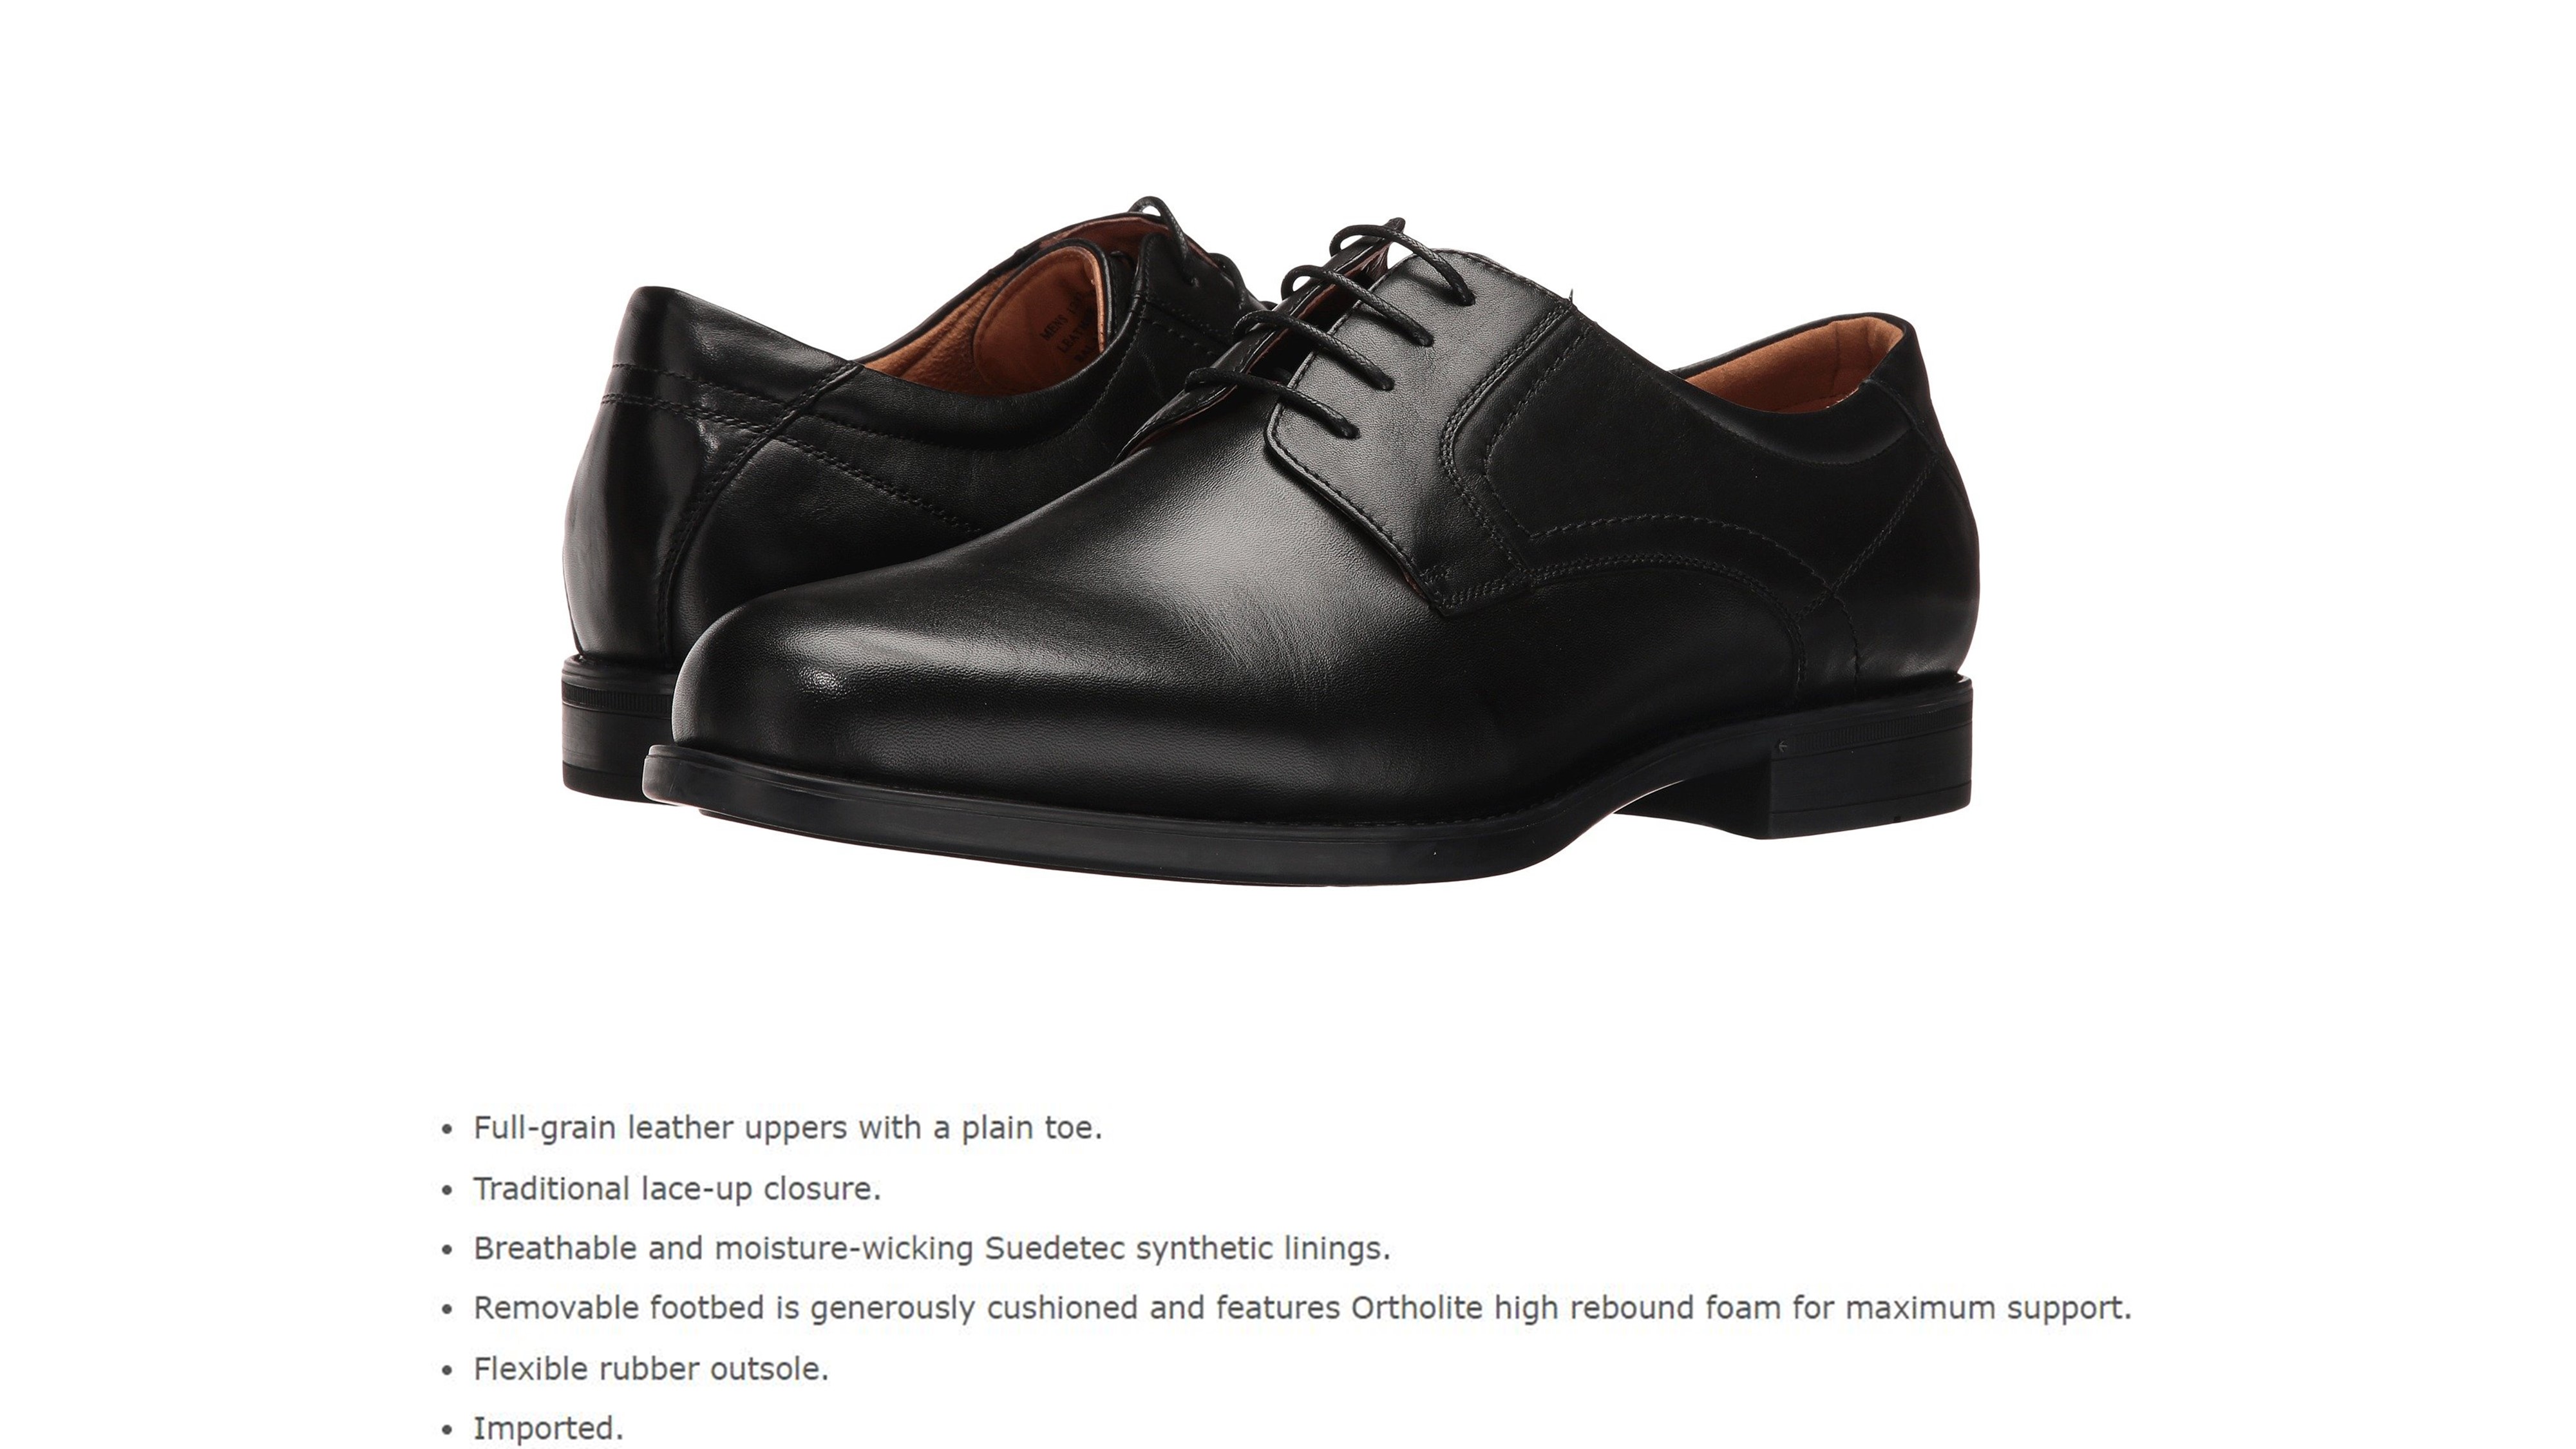 MENS
• Full-grain leather uppers with a plain toe.
• Traditional lace-up closure.
• Breathable and moisture-wicking Suedetec synthetic linings.
• Removable footbed is generously cushioned and features Ortholite high rebound foam for maximum support.
• Flexible rubber outsole.
• Imported.